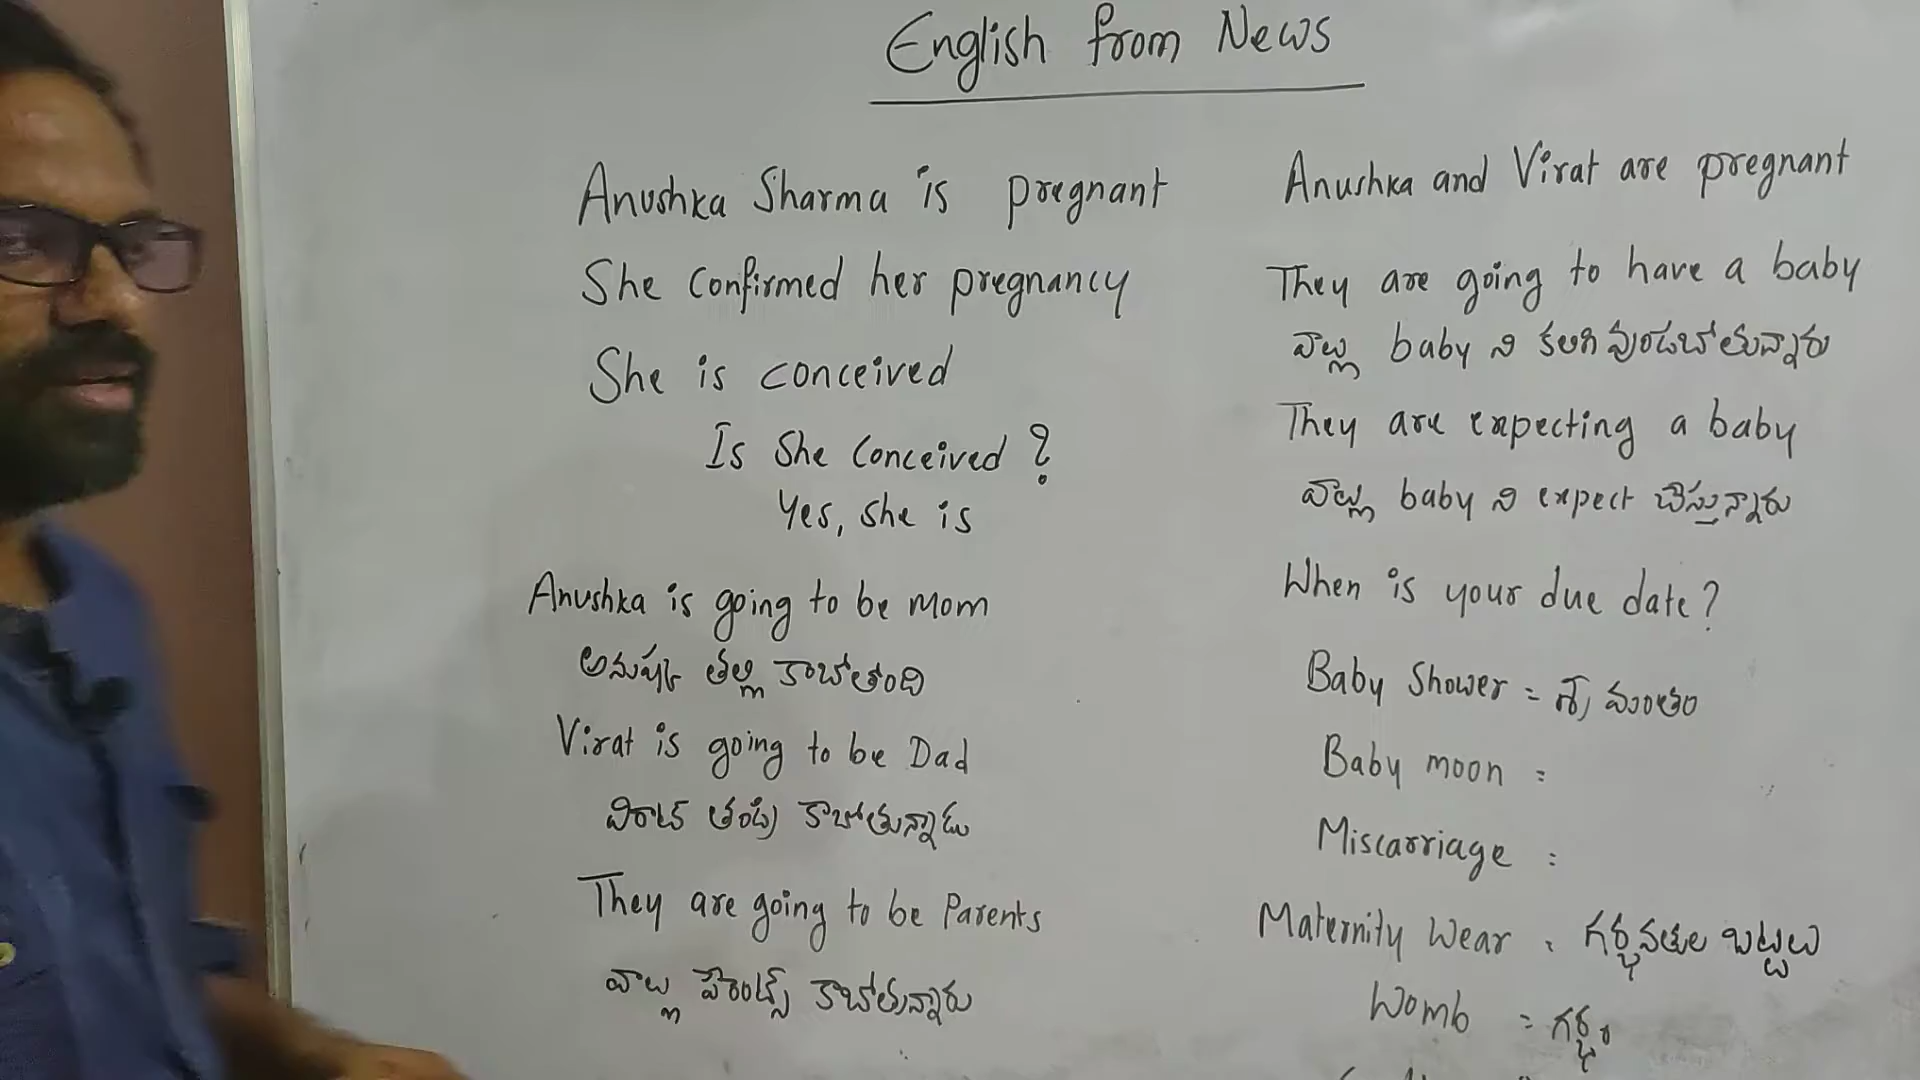 English from News
Anushka Sharma is pregnant
She Confirmed her pregnancy
She is conceived
Is She Conceived ?
Yes, she is
Anushka is going to be Mom
అనుష్క తల్లి కాబోతుంది
Virat is going to be Dad
విరాట్ తండ్రి కాబోతున్నాడు
They are going to be Parents
వాల్లు పేరెంట్స్ కాబోతున్నారు
Anushka and Virat are pregnant
They are going to have a baby
వాల్లు baby ని కలిగి వుండబోతున్నారు
They are expecting a baby
వాల్లు baby ని expect చేస్తున్నారు
When is your due date?
Baby Shower = శ్రీమంతం
Baby moon =
Miscarriage :
Maternity Wear : గర్భవతుల బట్టలు
Womb = గర్భం